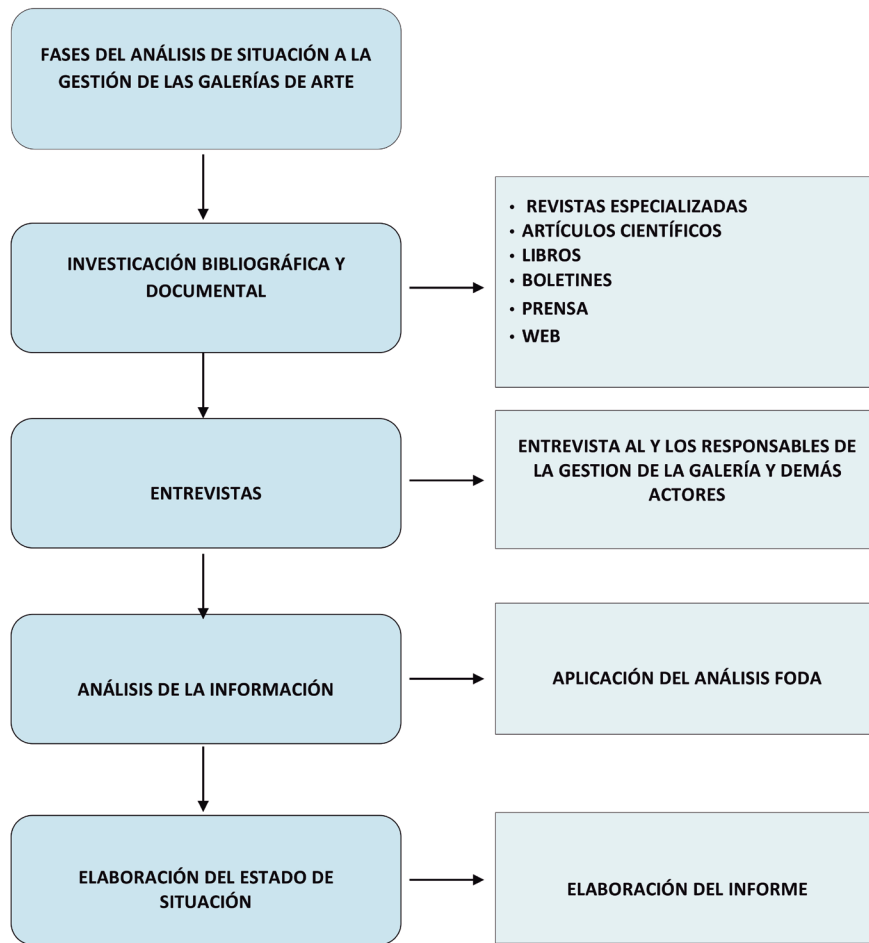 FASES DEL ANÁLISIS DE SITUACIÓN A LA
GESTIÓN DE LAS GALERÍAS DE ARTE
INVESTICACIÓN BIBLIOGRÁFICA Y
DOCUMENTAL
• REVISTAS ESPECIALIZADAS
• ARTÍCULOS CIENTÍFICOS
• LIBROS
• BOLETINES
• PRENSA
• WEB
ENTREVISTAS
ENTREVISTA AL Y LOS RESPONSABLES DE
LA GESTION DE LA GALERÍA Y DEMÁS
ACTORES
ANÁLISIS DE LA INFORMACIÓN
APLICACIÓN DEL ANÁLISIS FODA
ELABORACIÓN DEL ESTADO DE
SITUACIÓN
ELABORACIÓN DEL INFORME